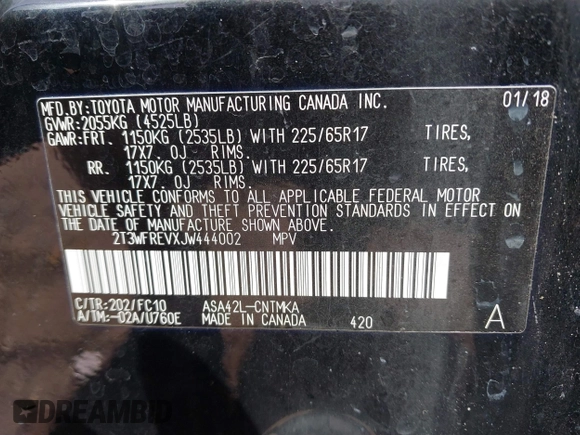 MFD.BY:TOYOTA MOTOR MANUFACTURING CANADA INC. 01/18
GVWR:2055KG (4525LB)
GAWR:FRT. 1150KG (2535LB) WITH 225/65R17 TIRES,
17X7. 0J RIMS.
RR. 1150KG (2535LB) WITH 225/65R17 TIRES,
17X7. 0J RIMS.
THIS VEHICLE CONFORMS TO ALL APPLICABLE FEDERAL MOTOR
VEHICLE SAFETY AND THEFT PREVENTION STANDARDS IN EFFECT ON
THE DATE OF MANUFACTURE SHOWN ABOVE.
2T3WFREVXJW444002 MPV
C/TR:202/FC10 ASA42L-CNTMKA
A/TM:-02A/U760E MADE IN CANADA 420 A
DREAMBID